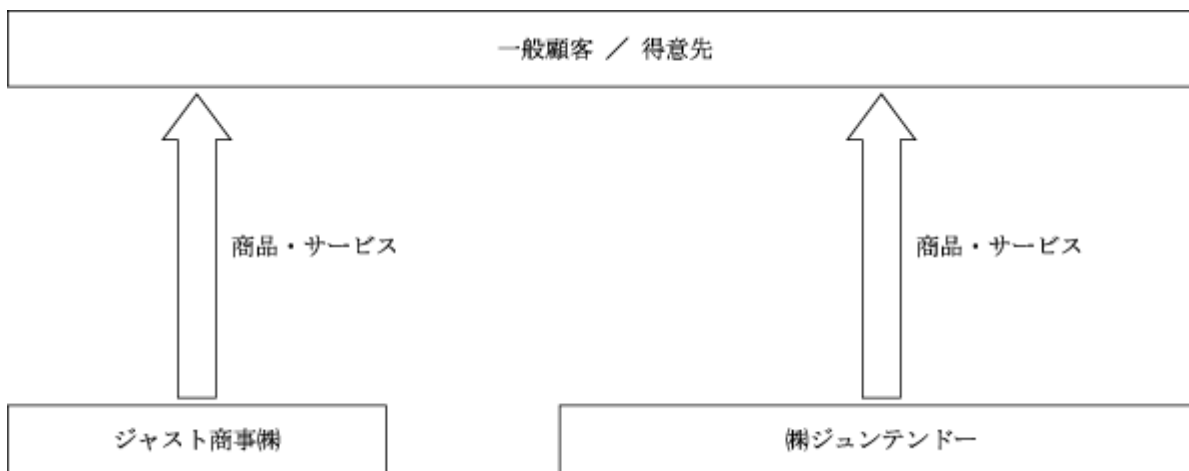 一般顧客 ／ 得意先
商品・サービス
商品・サービス
ジャスト商事㈱
㈱ジュンテンドー